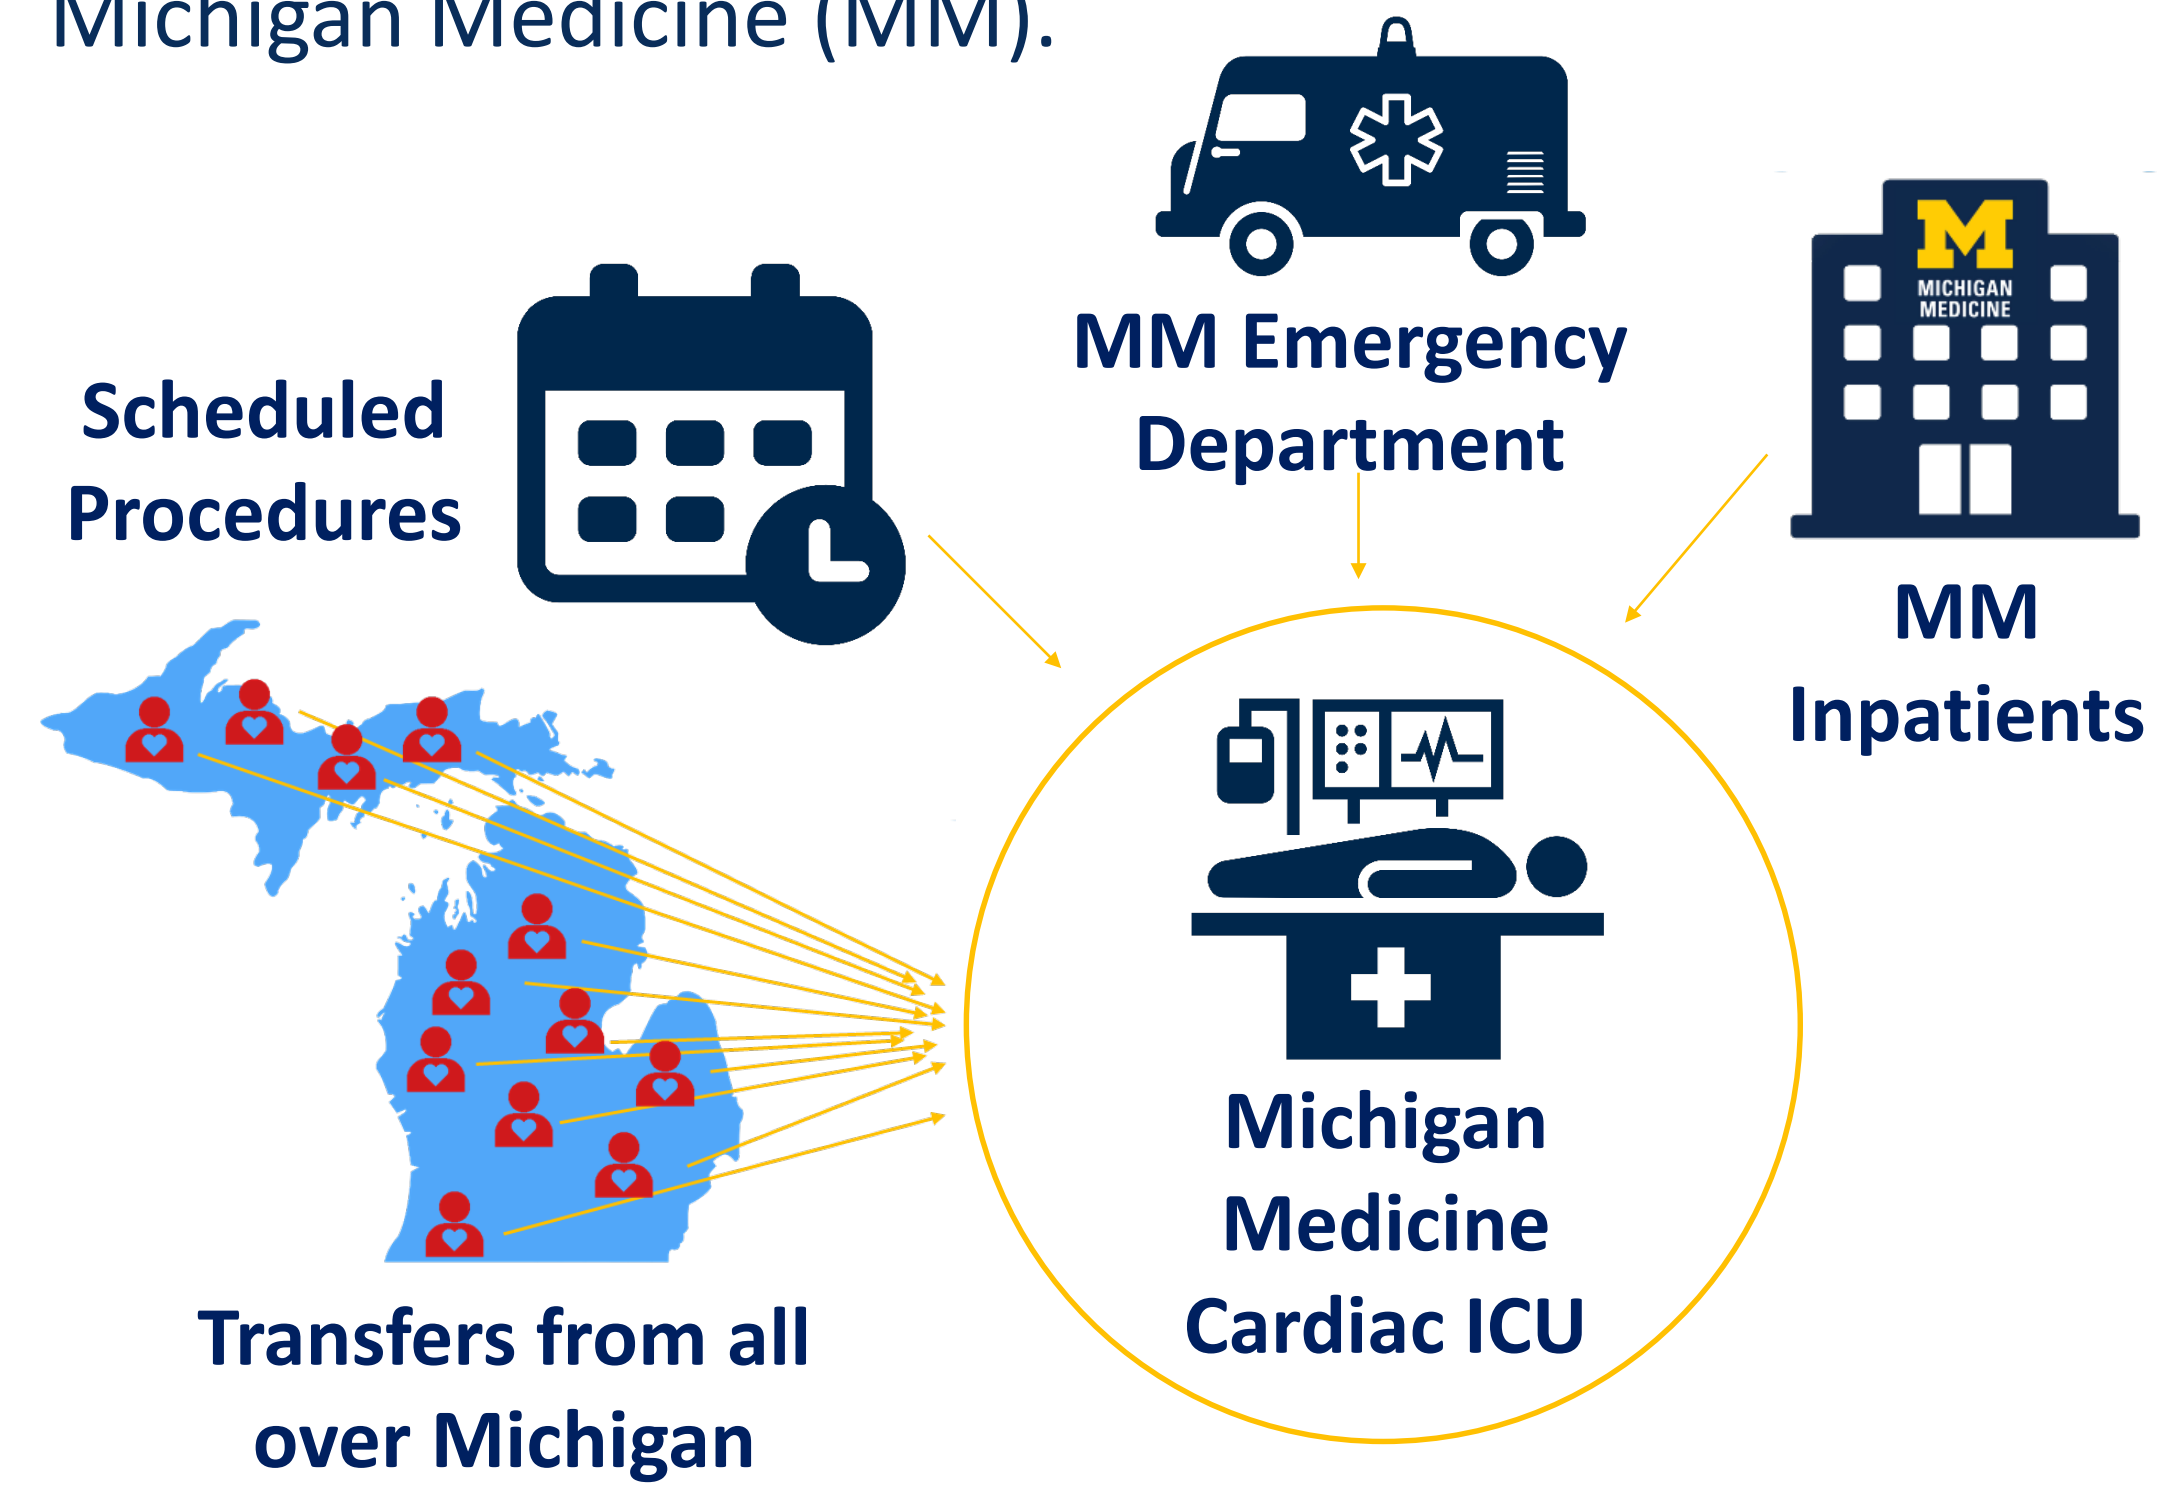 Michigan Medicine (MM).
MM Emergency
Department
MICHIGAN
MEDICINE
Scheduled
Procedures
MM
Inpatients
Michigan
Medicine
Cardiac ICU
Transfers from all
over Michigan